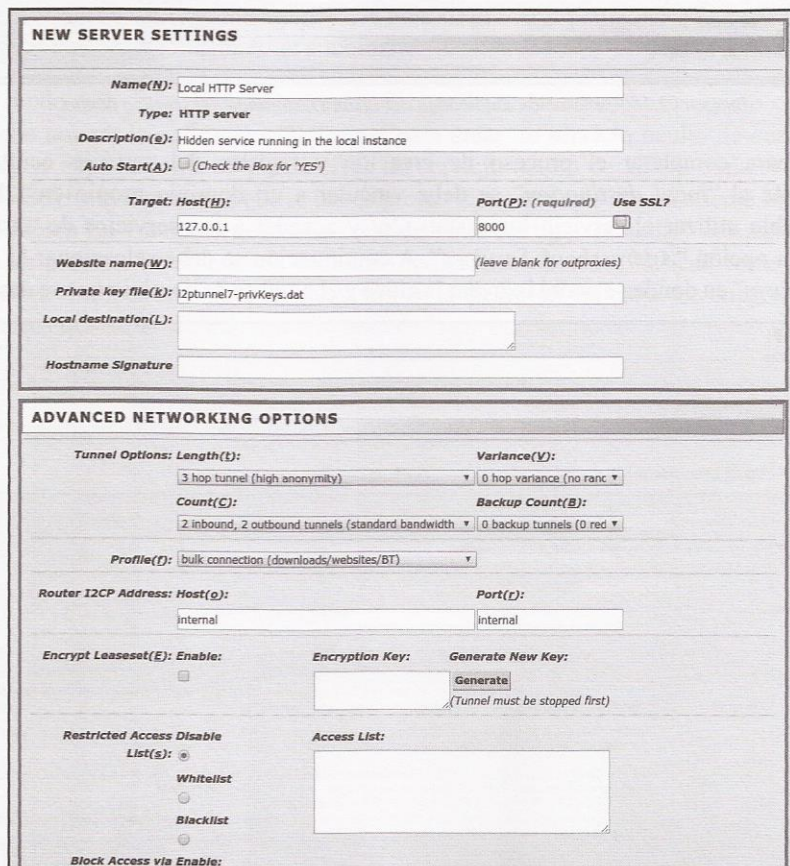 NEW SERVER SETTINGS
Name(N): Local HTTP Server
Type: HTTP server
Description(e): Hidden service running in the local instance
Auto Start(A): (Check the Box for 'YES')
Target: Host(H): Port(P): (required) Use SSL?
127.0.0.1 8000
Website name(W): (leave blank for outproxies)
Private key file(k): i2ptunnel7-privKeys.dat
Local destination(L):
Hostname Signature
ADVANCED NETWORKING OPTIONS
Tunnel Options: Length(t): Variance(V):
3 hop tunnel (high anonymity) 0 hop variance (no ranc
Count(C): Backup Count(B):
2 inbound, 2 outbound tunnels (standard bandwidth 0 backup tunnels (0 red
Profile(f): bulk connection (downloads/websites/BT)
Router I2CP Address: Host(o): Port(r):
internal internal
Encrypt Leaseset(E): Enable: Encryption Key: Generate New Key:
Generate
(Tunnel must be stopped first)
Restricted Access Disable Access List:
List(s):
Whitelist
Blacklist
Block Access via Enable: